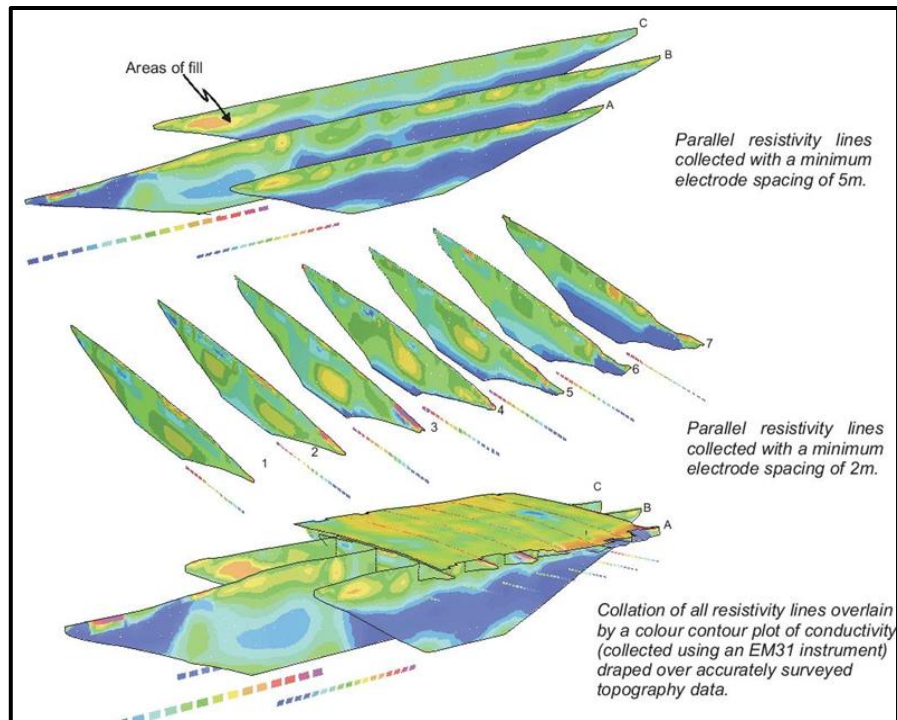 C
B
Areas of fill
A
Parallel resistivity lines
collected with a minimum
electrode spacing of 5m.
7
6
5
4
3
2
1
Parallel resistivity lines
collected with a minimum
electrode spacing of 2m.
C
B
A
Collation of all resistivity lines overlain
by a colour contour plot of conductivity
(collected using an EM31 instrument)
draped over accurately surveyed
topography data.